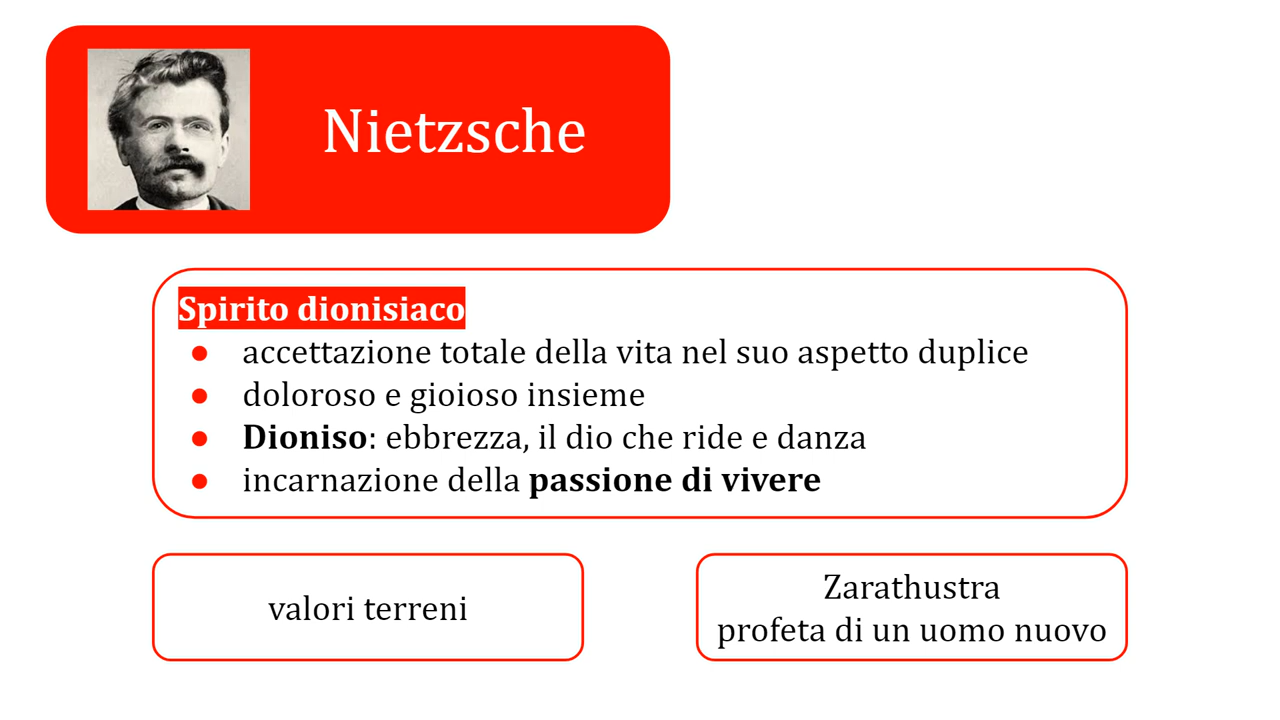 Nietzsche
Spirito dionisiaco
● accettazione totale della vita nel suo aspetto duplice
● doloroso e gioioso insieme
● Dioniso: ebbrezza, il dio che ride e danza
● incarnazione della passione di vivere
valori terreni
Zarathustra
profeta di un uomo nuovo